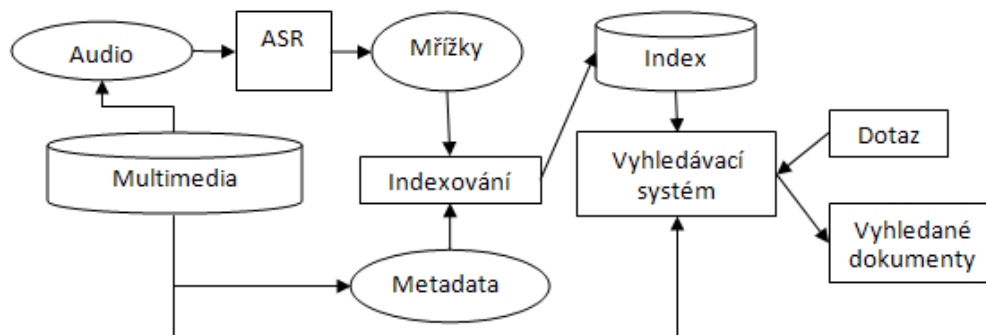 Audio
ASR
Mřížky
Index
Multimedia
Indexování
Vyhledávací
systém
Dotaz
Metadata
Vyhledané
dokumenty